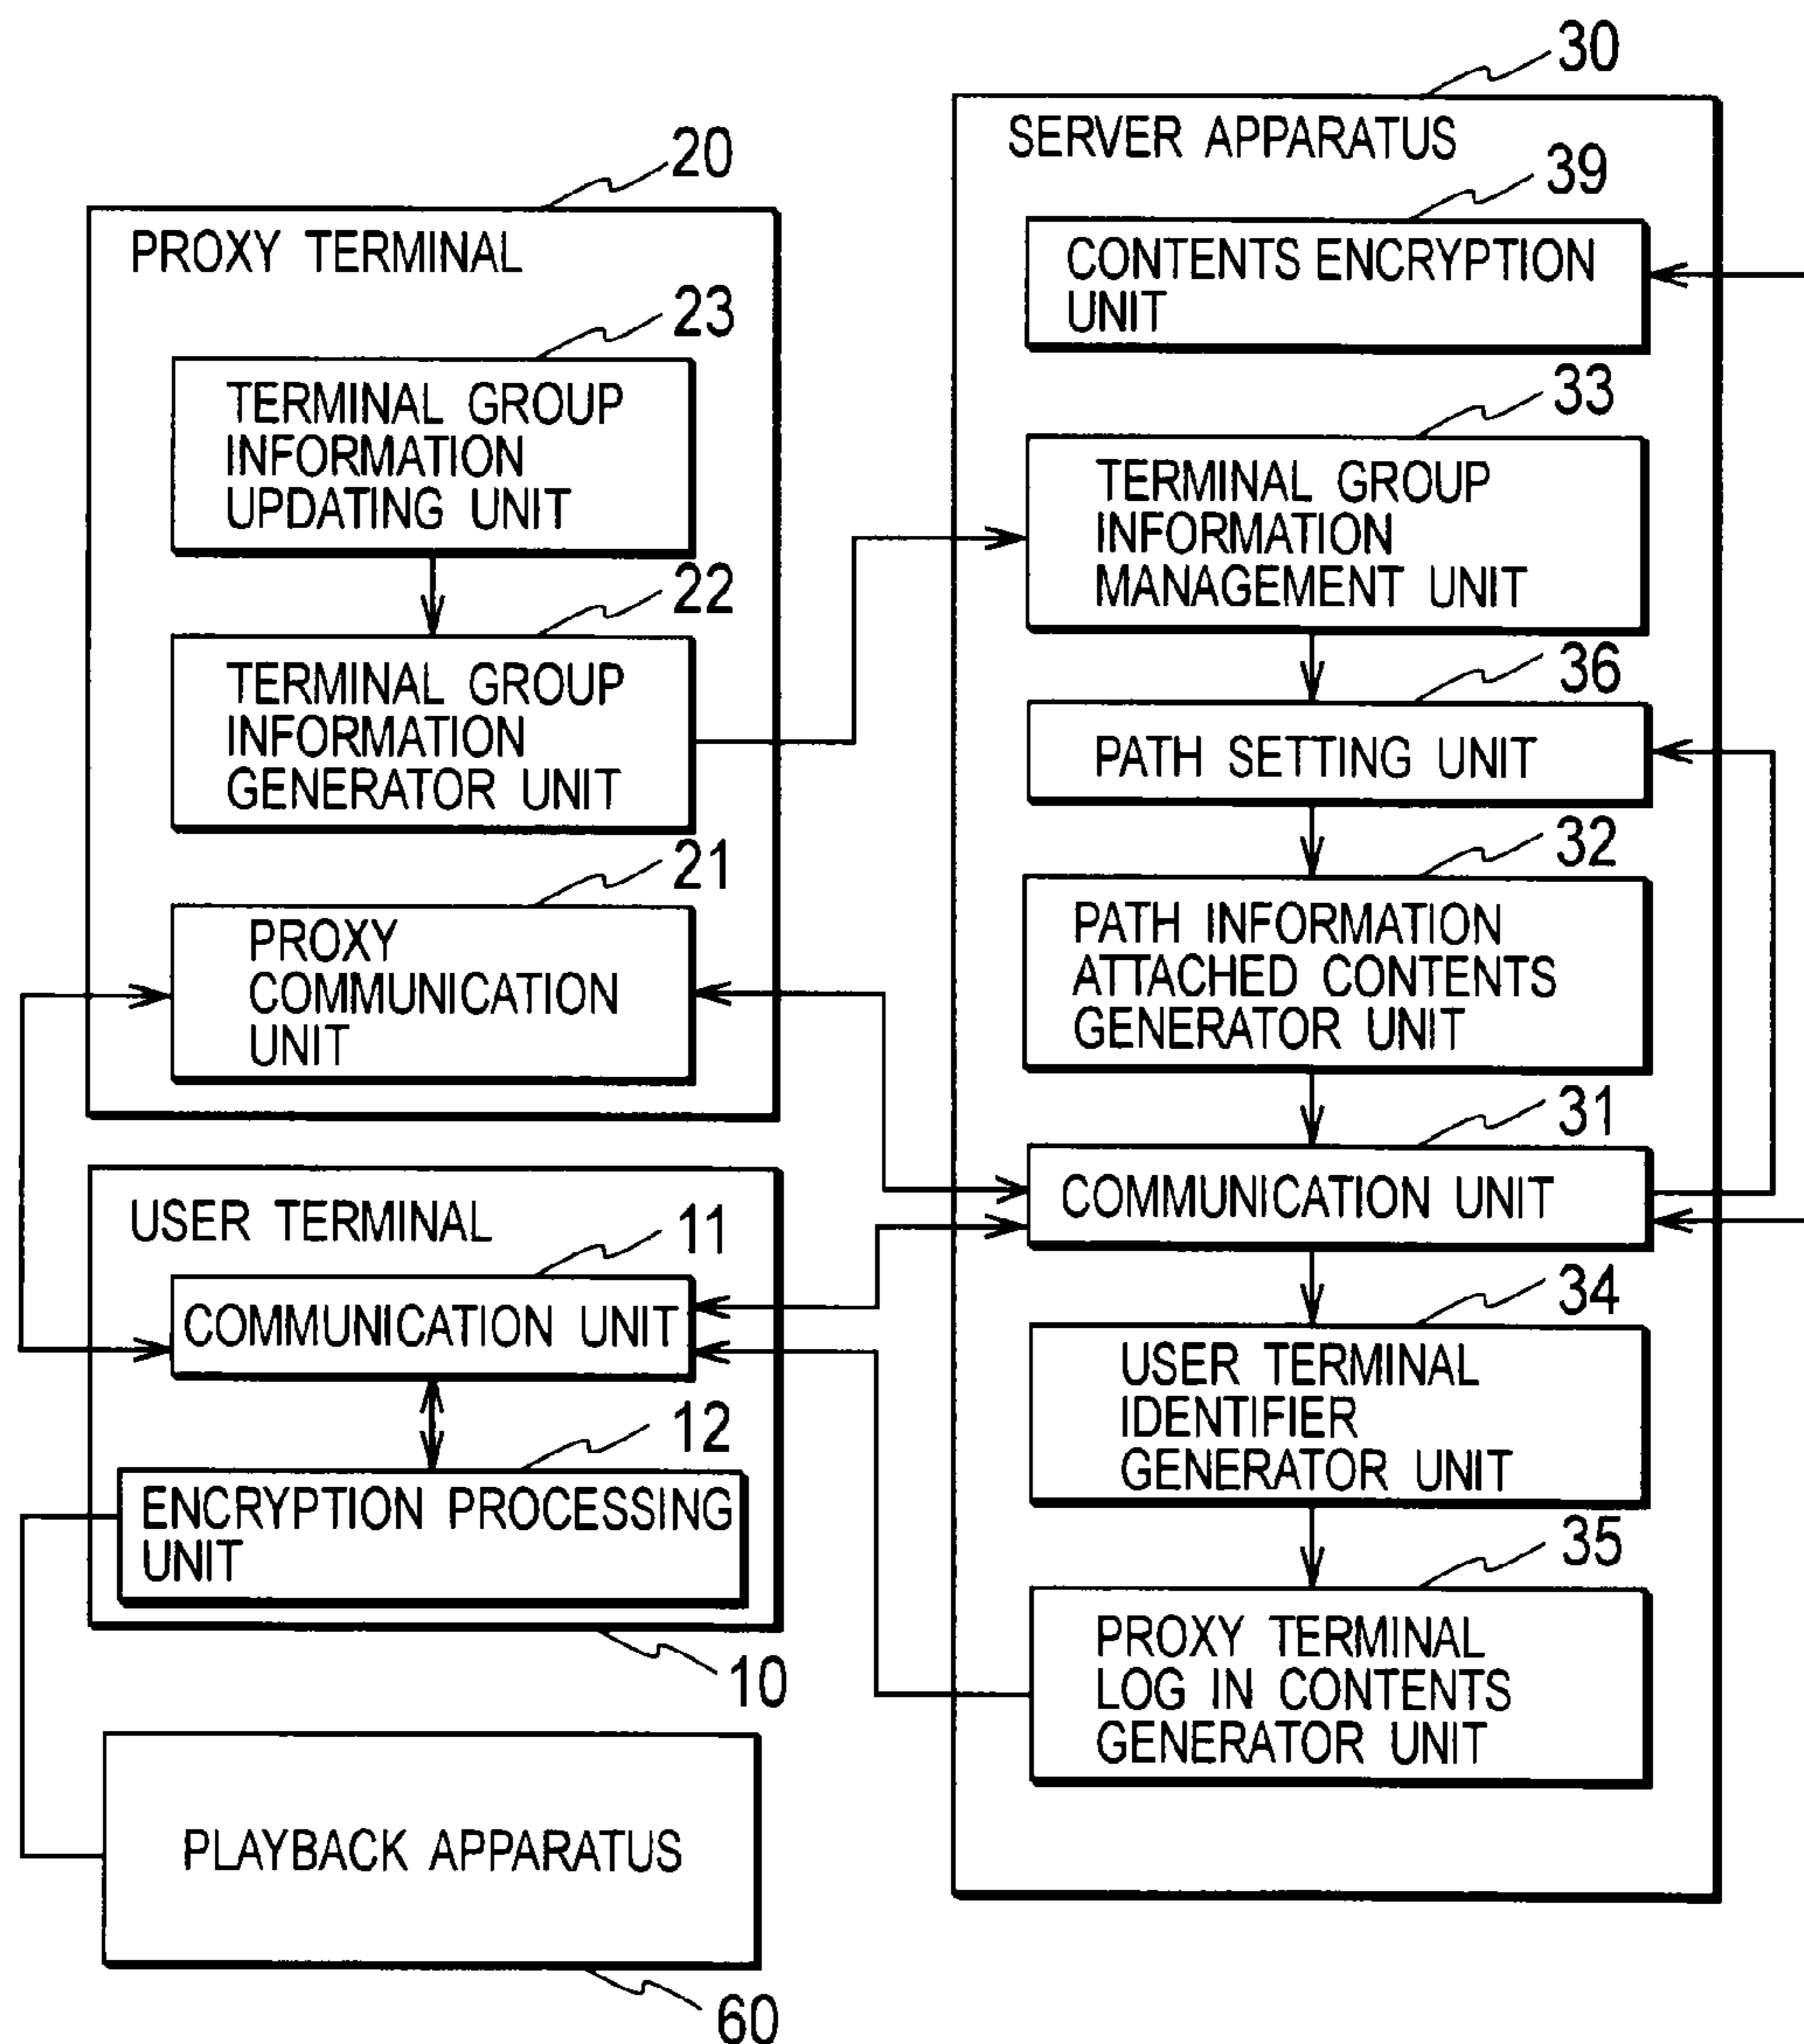 20
PROXY TERMINAL
23
TERMINAL GROUP
INFORMATION
UPDATING UNIT
22
TERMINAL GROUP
INFORMATION
GENERATOR UNIT
21
PROXY
COMMUNICATION
UNIT
USER TERMINAL
11
COMMUNICATION UNIT
12
ENCRYPTION PROCESSING
UNIT
10
PLAYBACK APPARATUS
60
30
SERVER APPARATUS
39
CONTENTS ENCRYPTION
UNIT
33
TERMINAL GROUP
INFORMATION
MANAGEMENT UNIT
36
PATH SETTING UNIT
32
PATH INFORMATION
ATTACHED CONTENTS
GENERATOR UNIT
31
COMMUNICATION UNIT
34
USER TERMINAL
IDENTIFIER
GENERATOR UNIT
35
PROXY TERMINAL
LOG IN CONTENTS
GENERATOR UNIT